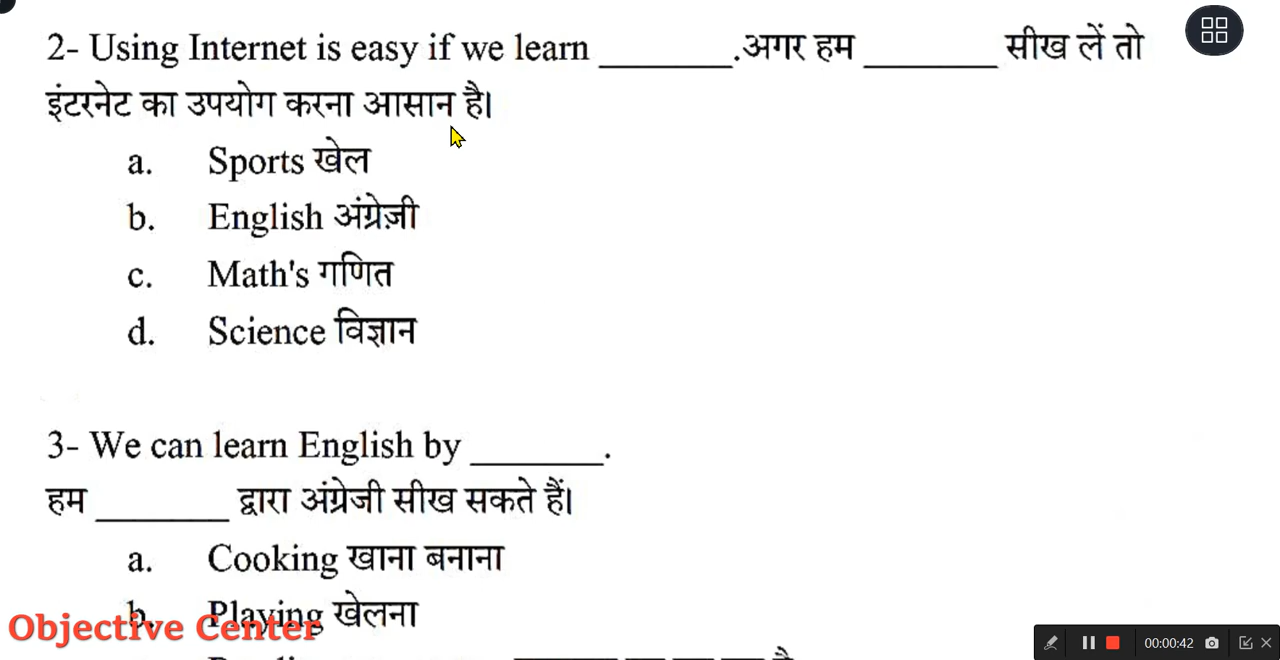 2- Using Internet is easy if we learn ________.अगर हम ________ सीख लें तो
इंटरनेट का उपयोग करना आसान है।
a. Sports खेल
b. English अंग्रेज़ी
c. Math's गणित
d. Science विज्ञान
3- We can learn English by ________.
हम ________ द्वारा अंग्रेजी सीख सकते हैं।
a. Cooking खाना बनाना
b. Playing खेलना
Objective Center
00:00:42